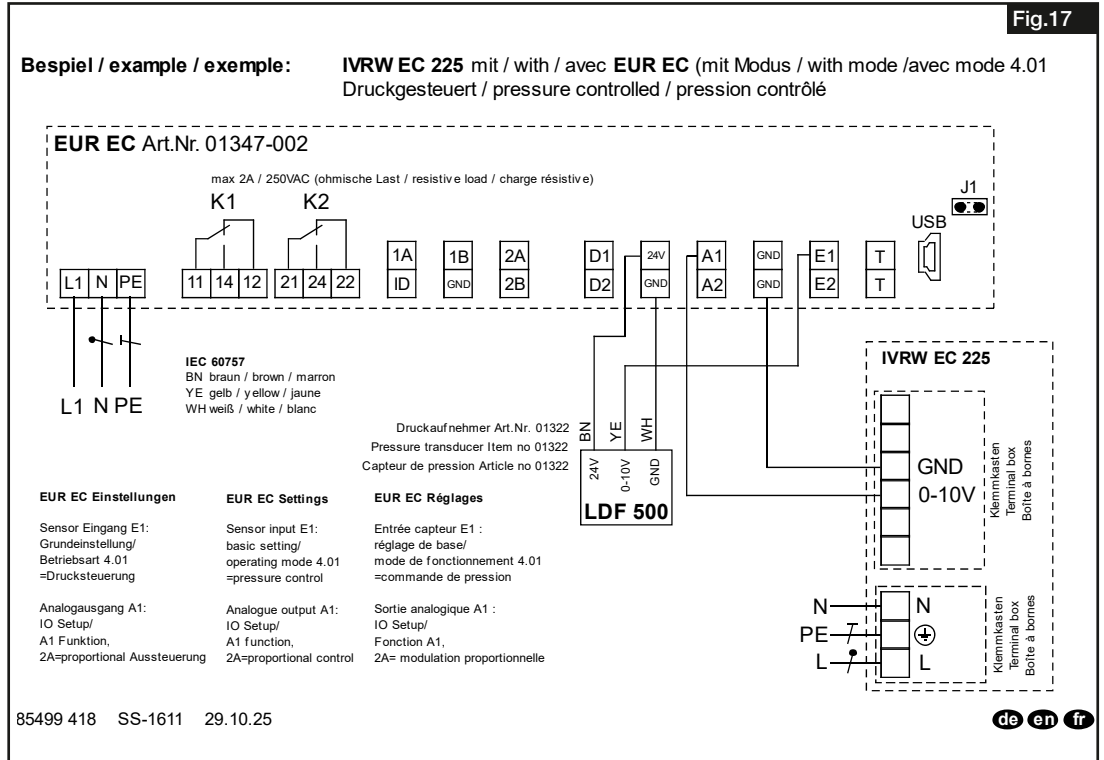 Fig.17
Bespiel / example / exemple: IVRW EC 225 mit / with / avec EUR EC (mit Modus / with mode /avec mode 4.01
Druckgesteuert / pressure controlled / pression contrôlé
EUR EC Art.Nr. 01347-002
max 2A / 250VAC (ohmische Last / resistive load / charge résistive)
K1 K2
J1
USB
1A 1B 2A D1 24V A1 GND E1 T
L1 N PE 11 14 12 21 24 22 ID GND 2B D2 GND A2 GND E2 T
L1 N PE
IEC 60757
BN braun / brown / marron
YE gelb / yellow / jaune
WH weiß / white / blanc
Druckaufnehmer Art.Nr. 01322
Pressure transducer Item no 01322
Capteur de pression Article no 01322
BN YE WH
24V 0-10V GND
LDF 500
IVRW EC 225
GND
0-10V
Klemmkasten
Terminal box
Boîte à bornes
N N
PE
L L
Klemmkasten
Terminal box
Boîte à bornes
EUR EC Einstellungen
Sensor Eingang E1:
Grundeinstellung/
Betriebsart 4.01
=Drucksteuerung
Analogausgang A1:
IO Setup/
A1 Funktion,
2A=proportional Aussteuerung
EUR EC Settings
Sensor input E1:
basic setting/
operating mode 4.01
=pressure control
Analogue output A1:
IO Setup/
A1 function,
2A=proportional control
EUR EC Réglages
Entrée capteur E1 :
réglage de base/
mode de fonctionnement 4.01
=commande de pression
Sortie analogique A1 :
IO Setup/
Fonction A1,
2A= modulation proportionnelle
85499 418 SS-1611 29.10.25
de en fr